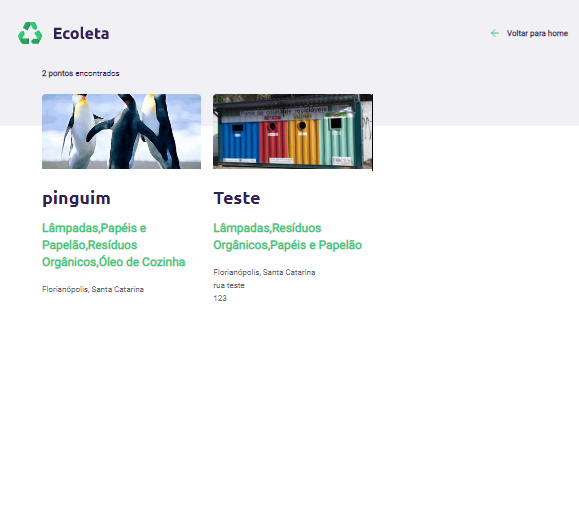 Ecoleta
Voltar para home
2 pontos encontrados
pinguim
Lâmpadas,Papéis e
Papelão,Resíduos
Orgânicos,Óleo de Cozinha
Florianópolis, Santa Catarina
Teste
Lâmpadas,Resíduos
Orgânicos,Papéis e Papelão
Florianópolis, Santa Catarina
rua teste
123